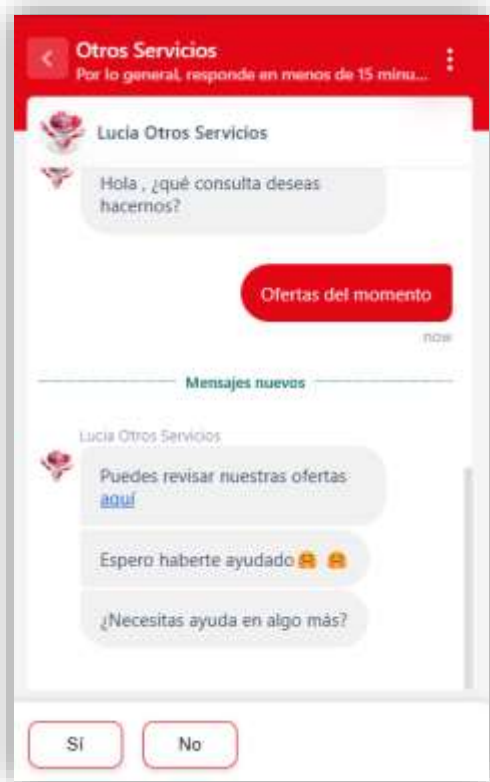 Otros Servicios
Por lo general, responde en menos de 15 minu...
Lucia Otros Servicios
Hola , ¿qué consulta deseas
hacernos?
Ofertas del momento
now
Mensajes nuevos
Lucia Otros Servicios
Puedes revisar nuestras ofertas
aquí
Espero haberte ayudado🤗 🤗
¿Necesitas ayuda en algo más?
Sí
No